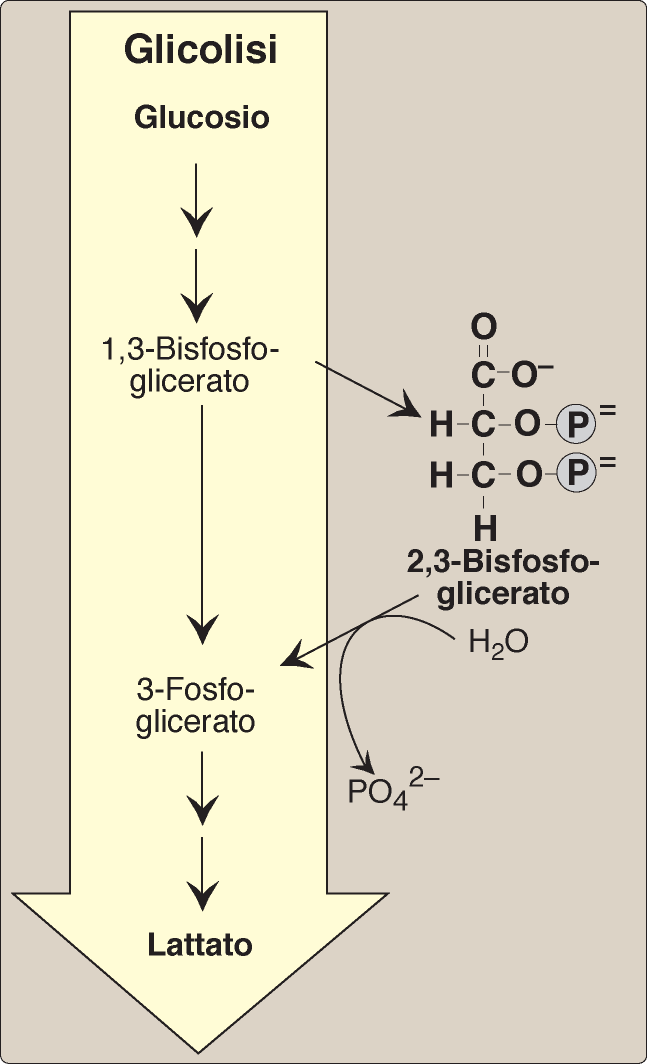 Glicolisi
Glucosio
1,3-Bisfosfo-
glicerato
O
C-O–
H-C-O-P=
H-C-O-P=
H
2,3-Bisfosfo-
glicerato
H2O
3-Fosfo-
glicerato
PO4 2–
Lattato